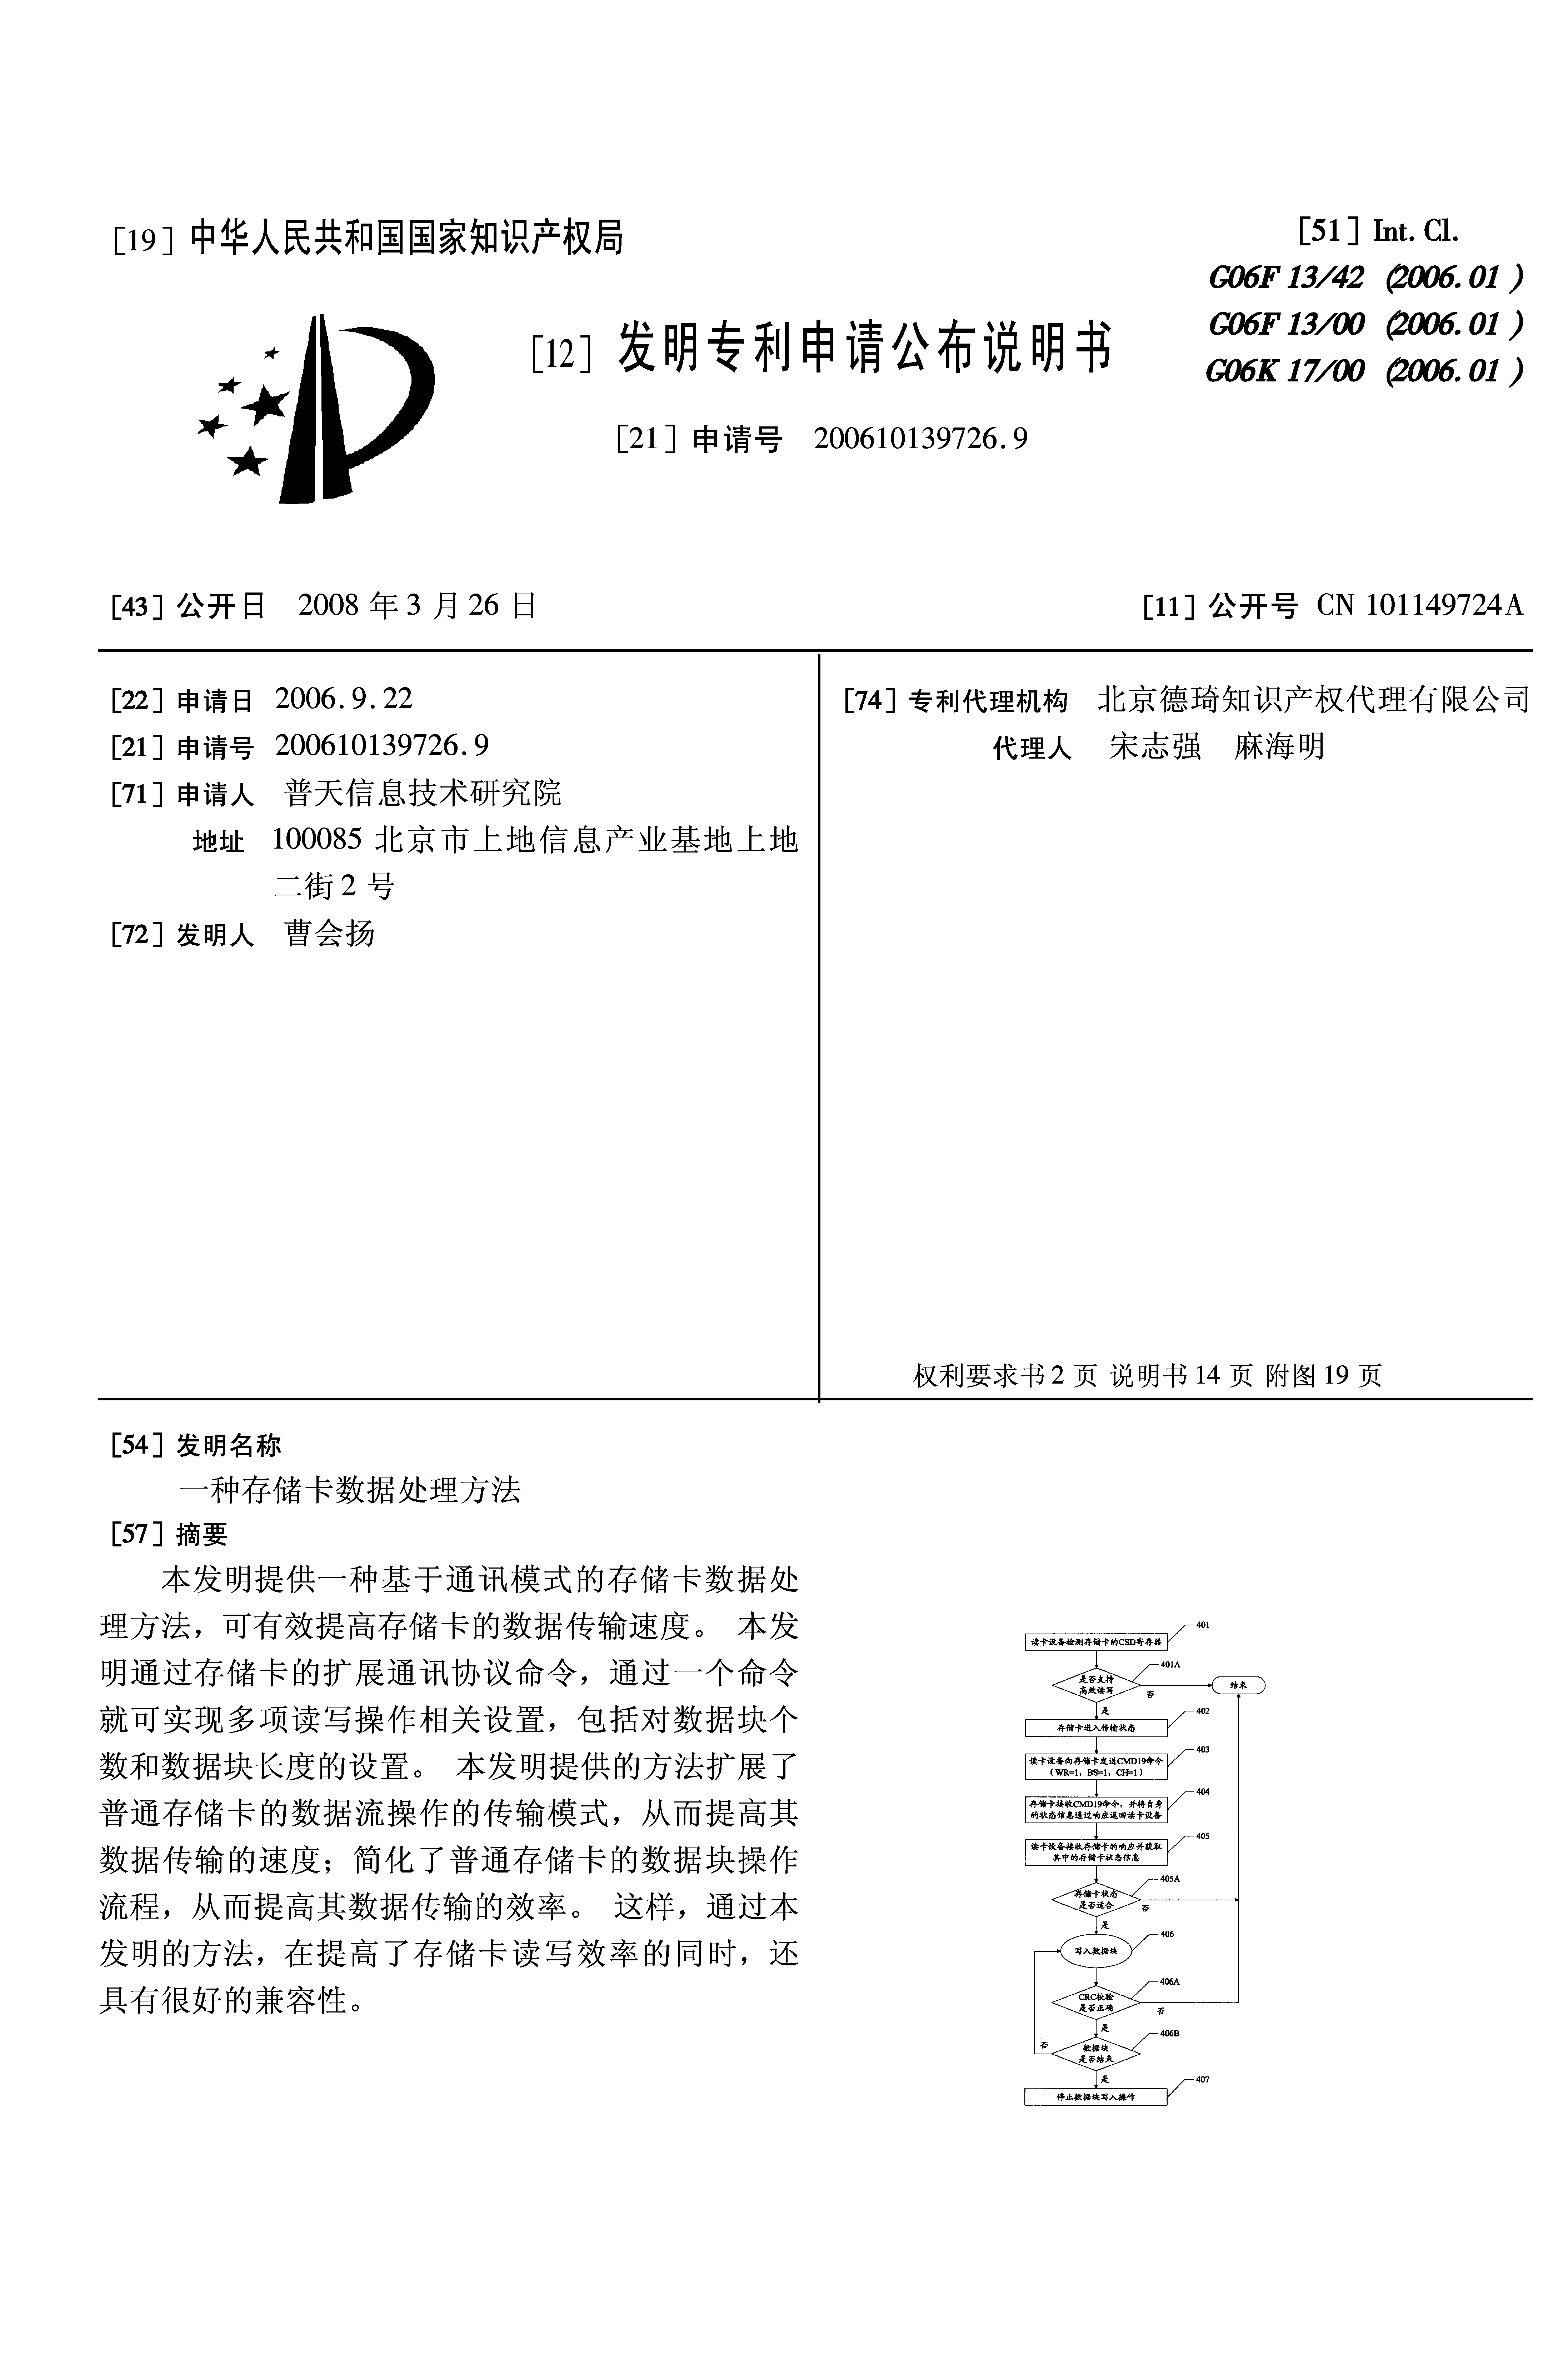 [19] 中华人民共和国国家知识产权局
[51] Int. Cl.
G06F 13/42 (2006.01)
G06F 13/00 (2006.01)
G06K 17/00 (2006.01)
[12] 发明专利申请公布说明书
[21] 申请号 200610139726.9
[43] 公开日 2008 年 3 月 26 日
[11] 公开号 CN 101149724A
[22] 申请日 2006.9.22
[21] 申请号 200610139726.9
[71] 申请人 普天信息技术研究院
地址 100085 北京市上地信息产业基地上地
二街 2 号
[72] 发明人 曹会扬
[74] 专利代理机构 北京德琦知识产权代理有限公司
代理人 宋志强 麻海明
权利要求书 2 页 说明书 14 页 附图 19 页
[54] 发明名称
一种存储卡数据处理方法
[57] 摘要
本发明提供一种基于通讯模式的存储卡数据处
理方法，可有效提高存储卡的数据传输速度。 本发
明通过存储卡的扩展通讯协议命令，通过一个命令
就可实现多项读写操作相关设置，包括对数据块个
数和数据块长度的设置。 本发明提供的方法扩展了
普通存储卡的数据流操作的传输模式，从而提高其
数据传输的速度；简化了普通存储卡的数据块操作
流程，从而提高其数据传输的效率。 这样，通过本
发明的方法，在提高了存储卡读写效率的同时，还
具有很好的兼容性。
401
读卡设备检测存储卡的CSD寄存器
401A
是否支持
高效读写
否
结束
是
402
存储卡进入传输状态
403
读卡设备向存储卡发送CMD19命令
（WR=1，BS=1，CH=1）
404
存储卡接收CMD19命令，并将自身
的状态信息通过响应返回读卡设备
405
读卡设备接收存储卡的响应并获取
其中的存储卡状态信息
405A
存储卡状态
是否适合
否
是
406
写入数据块
406A
CRC校验
是否正确
否
是
406B
数据块
是否结束
否
是
407
停止数据块写入操作